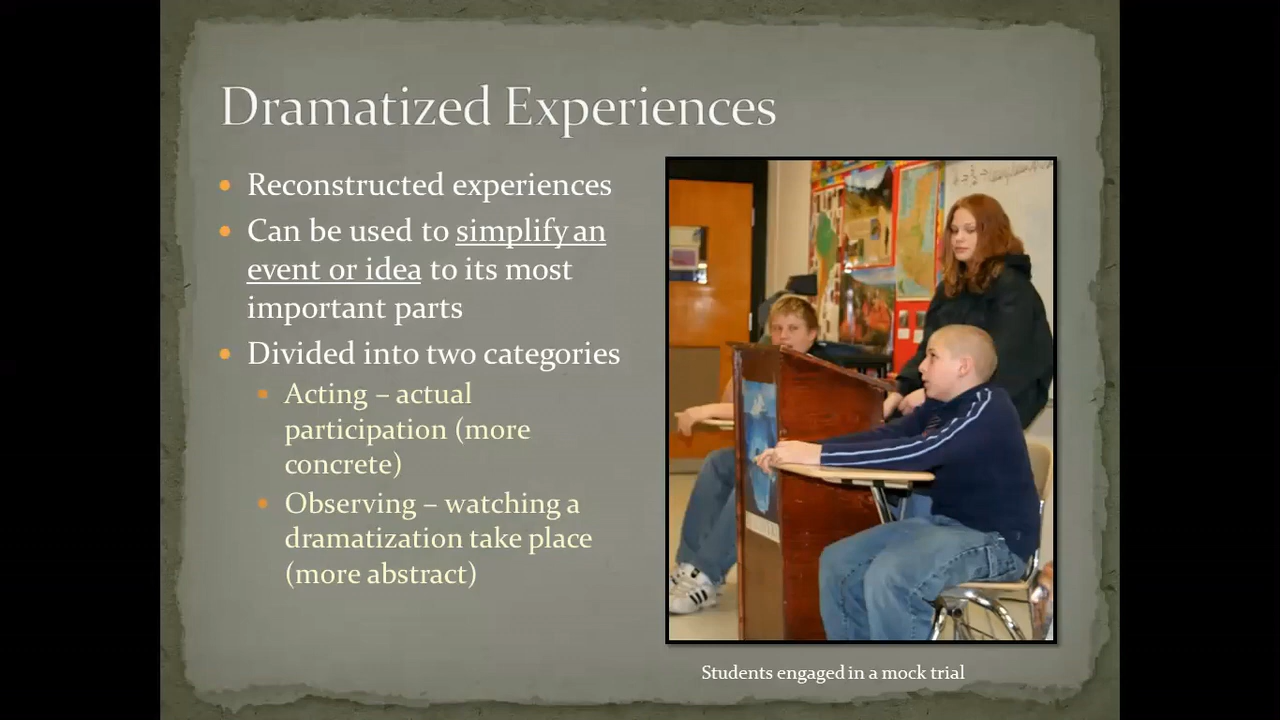 Dramatized Experiences
Reconstructed experiences
Can be used to simplify an
event or idea to its most
important parts
Divided into two categories
Acting – actual
participation (more
concrete)
Observing – watching a
dramatization take place
(more abstract)
Students engaged in a mock trial